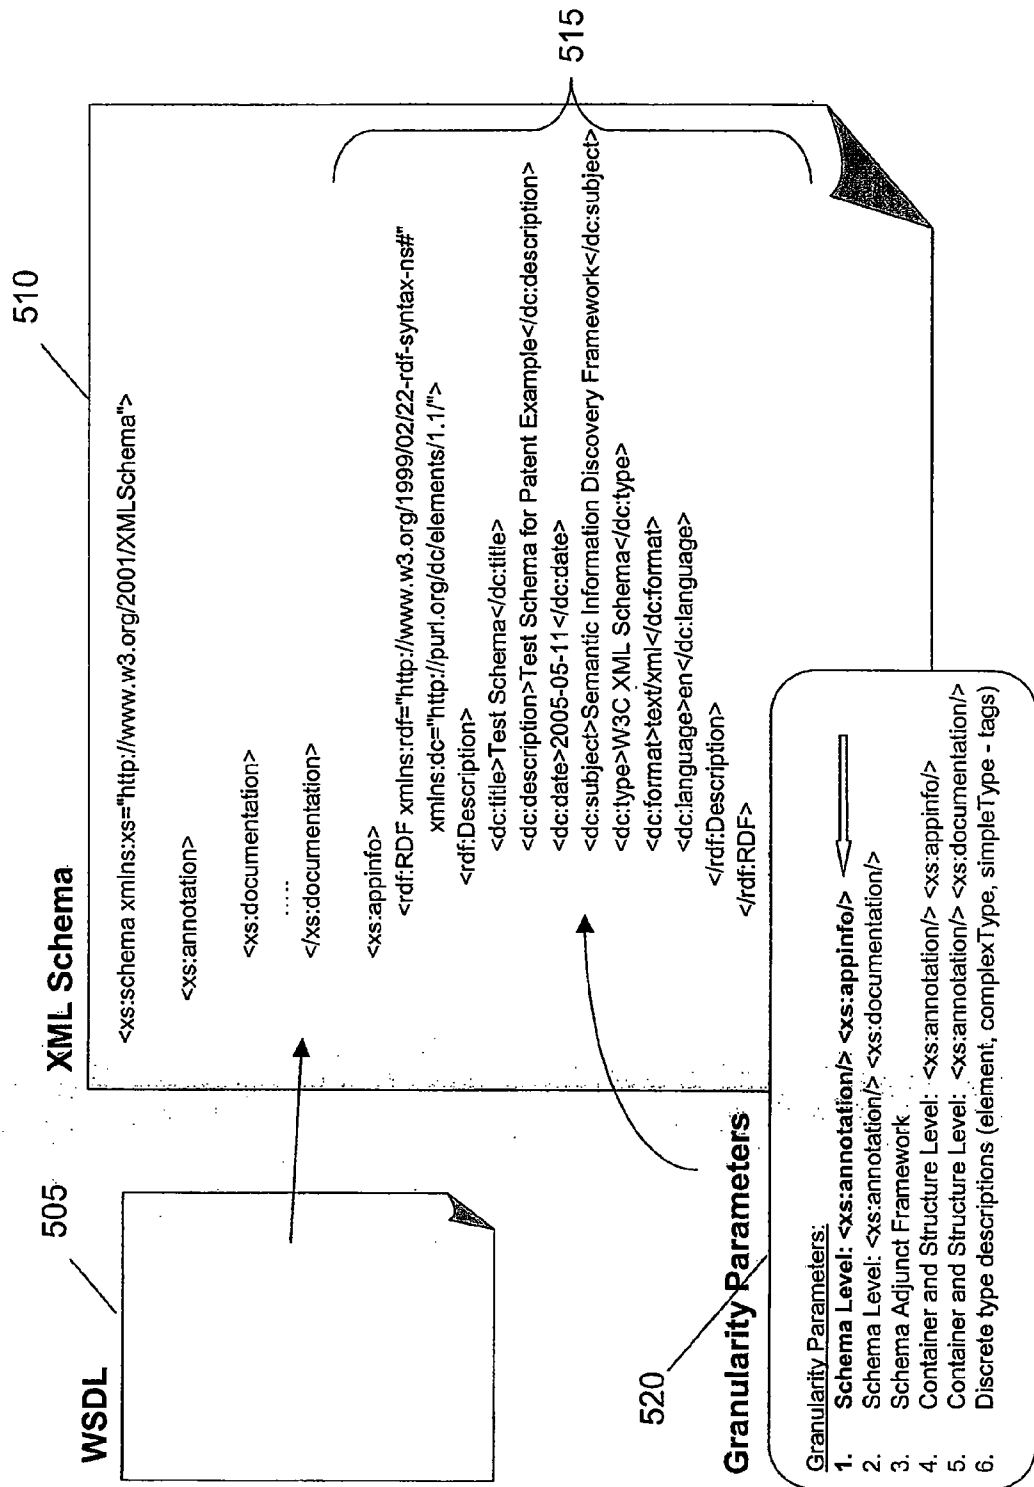 WSDL
505
XML Schema
510
<xs:schema xmlns:xs="http://www.w3.org/2001/XMLSchema">
<xs:annotation>
<xs:documentation>
.....
</xs:documentation>
<xs:appinfo>
<rdf:RDF xmlns:rdf="http://www.w3.org/1999/02/22-rdf-syntax-ns#"
xmlns:dc="http://purl.org/dc/elements/1.1/">
<rdf:Description>
<dc:title>Test Schema</dc:title>
<dc:description>Test Schema for Patent Example</dc:description>
<dc:date>2005-05-11</dc:date>
<dc:subject>Semantic Information Discovery Framework</dc:subject>
<dc:type>W3C XML Schema</dc:type>
<dc:format>text/xml</dc:format>
<dc:language>en</dc:language>
</rdf:Description>
</rdf:RDF>
515
Granularity Parameters
520
Granularity Parameters:
1. Schema Level: <xs:annotation/> <xs:appinfo/>
2. Schema Level: <xs:annotation/> <xs:documentation/>
3. Schema Adjunct Framework
4. Container and Structure Level: <xs:annotation/> <xs:appinfo/>
5. Container and Structure Level: <xs:annotation/> <xs:documentation/>
6. Discrete type descriptions (element, complexType, simpleType - tags)